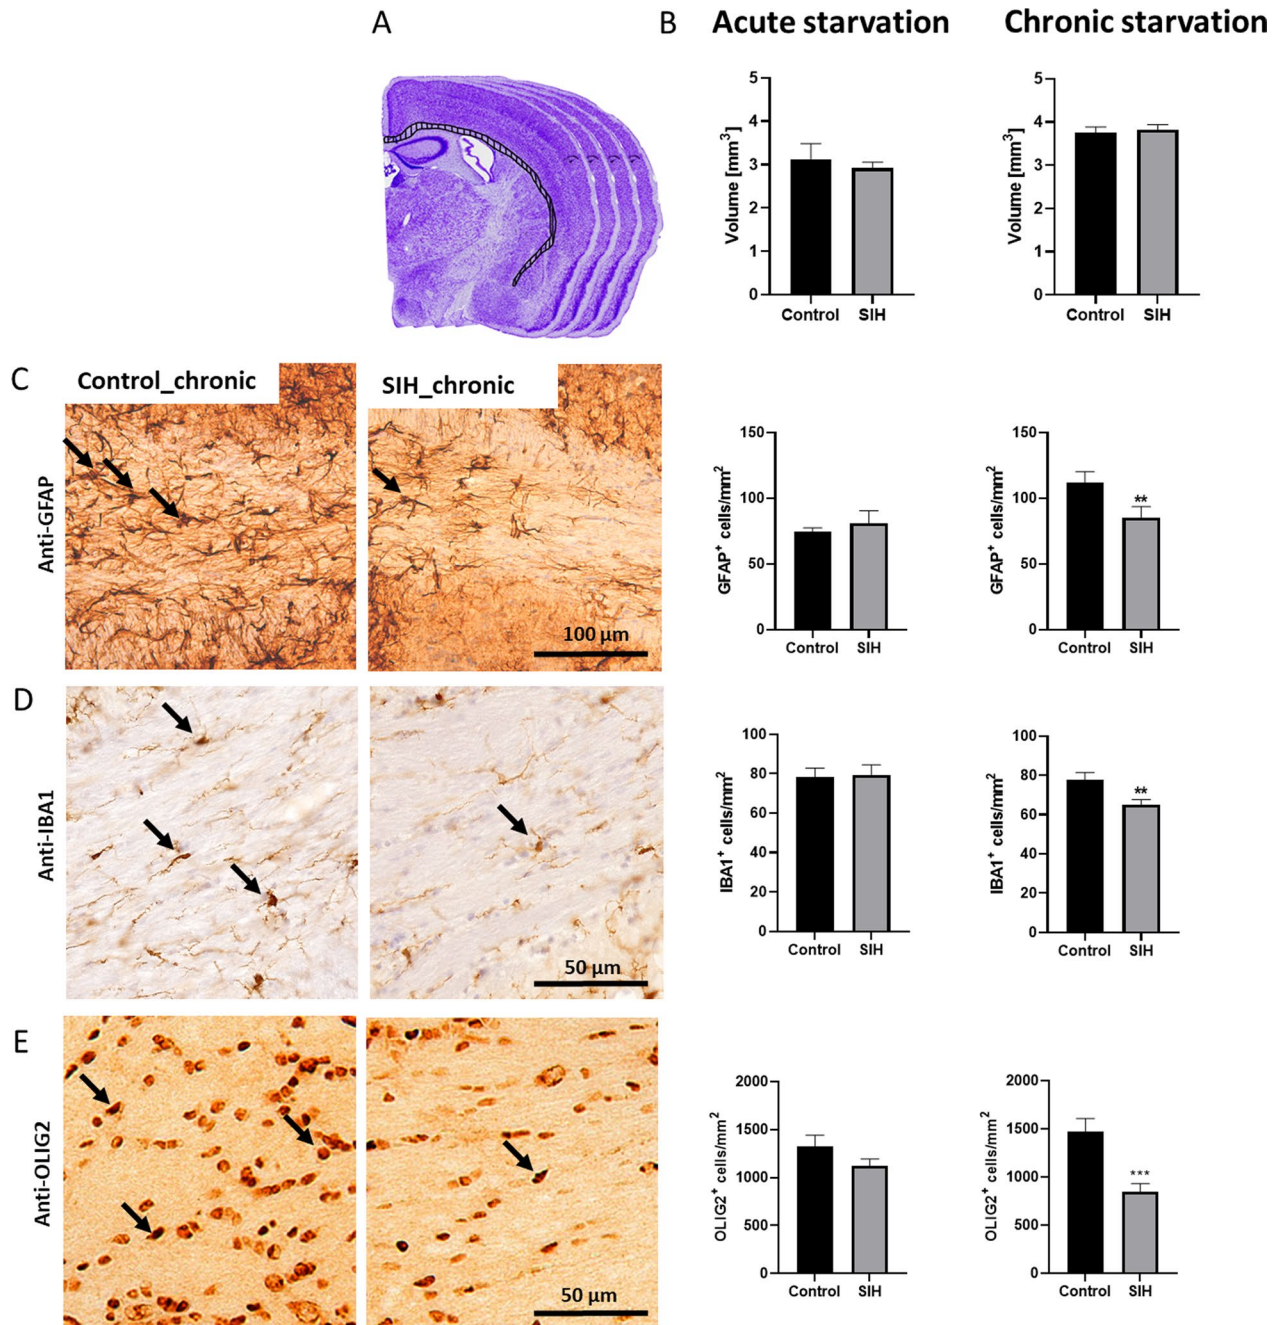 A
B
Acute starvation
Chronic starvation
Volume [mm³]
5
4
3
2
1
0
Control
SIH
Volume [mm³]
5
4
3
2
1
0
Control
SIH
C
Control_chronic
SIH_chronic
Anti-GFAP
100 µm
GFAP⁺ cells/mm²
150
100
50
0
Control
SIH
GFAP⁺ cells/mm²
150
100
50
0
**
Control
SIH
D
Anti-IBA1
50 µm
IBA1⁺ cells/mm²
100
80
60
40
20
0
Control
SIH
IBA1⁺ cells/mm²
100
80
60
40
20
0
**
Control
SIH
E
Anti-OLIG2
50 µm
OLIG2⁺ cells/mm²
2000
1500
1000
500
0
Control
SIH
OLIG2⁺ cells/mm²
2000
1500
1000
500
0
***
Control
SIH